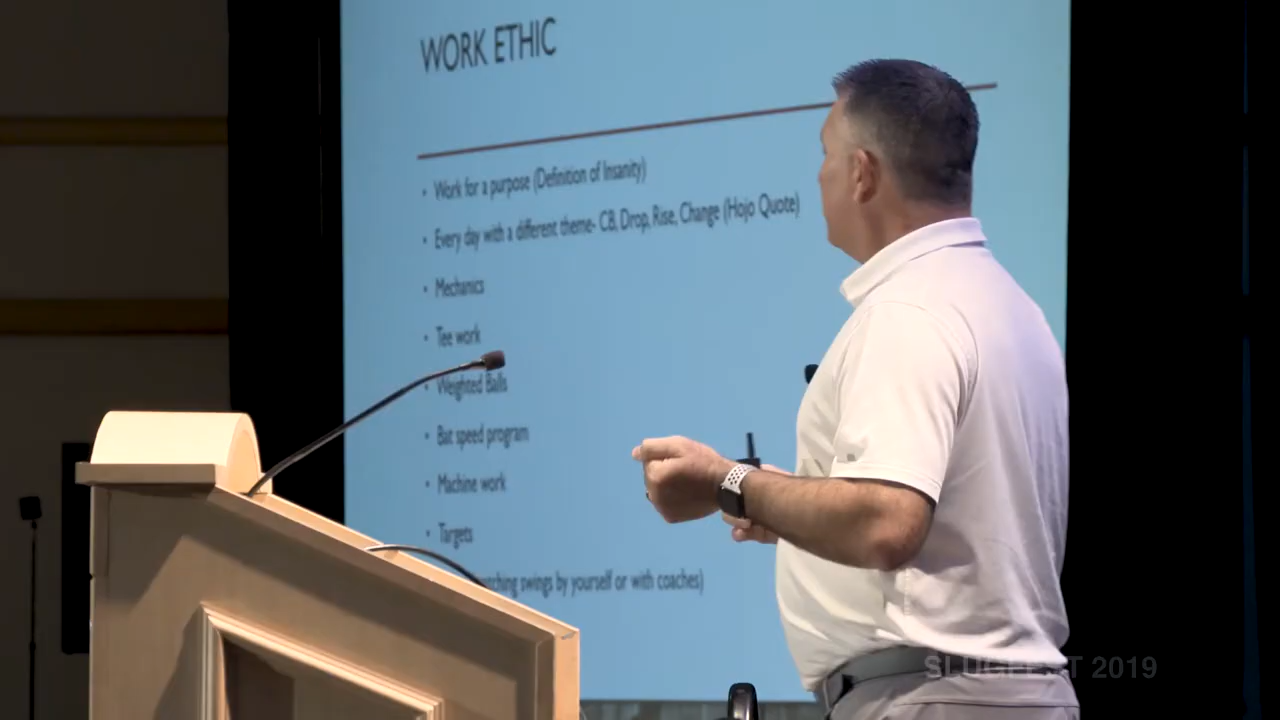 WORK ETHIC
• Work for a purpose (Definition of Insanity)
• Every day with a different theme- CB, Drop, Rise, Change (Hojo Quote)
• Mechanics
• Tee work
• Weighted Balls
• Bat speed program
• Machine work
• Targets
swings by yourself or with coaches)
SLUGFEST 2019